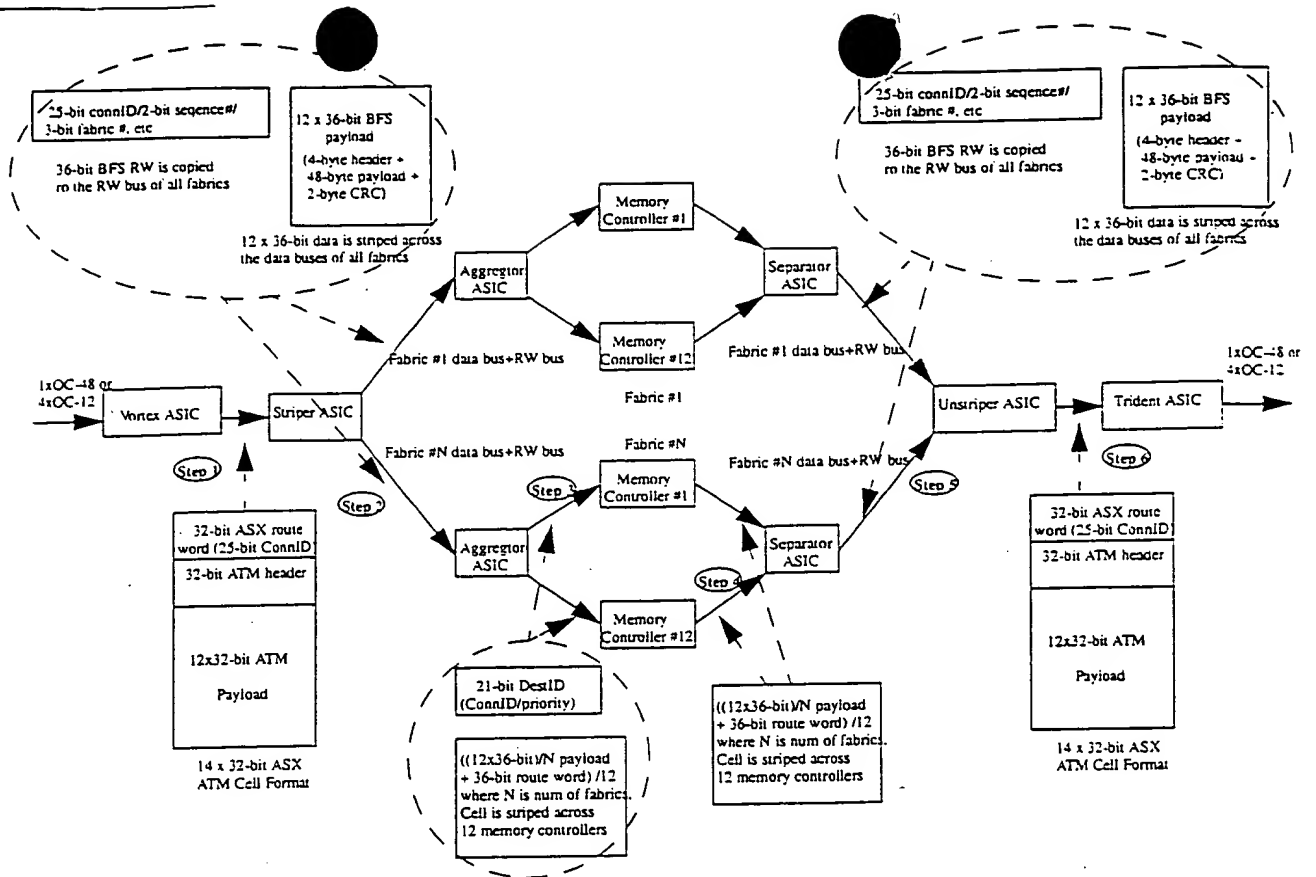 25-bit connID/2-bit seqence#/
3-bit fabric #, etc
36-bit BFS RW is copied
ro the RW bus of all fabrics
12 x 36-bit BFS
payload
(4-byte header +
48-byte payload +
2-byte CRC)
12 x 36-bit data is striped across
the data buses of all fabrics
25-bit connID/2-bit seqence#/
3-bit fabric #, etc
36-bit BFS RW is copied
to the RW bus of all fabrics
12 x 36-bit BFS
payload
(4-byte header -
48-byte payload -
2-byte CRC)
12 x 36-bit data is striped across
the data buses of all fabrics
Memory
Controller #1
Aggregtor
ASIC
Separator
ASIC
Memory
Controller #12
Fabric #1 data bus+RW bus
Fabric #1 data bus+RW bus
Fabric #1
1xOC-48 or
4xOC-12
Vortex ASIC
Striper ASIC
Unstriper ASIC
Trident ASIC
1xOC-48 or
4xOC-12
Fabric #N data bus+RW bus
Fabric #N
Fabric #N data bus+RW bus
Step 1
Step 2
Step 3
Memory
Controller #1
Step 5
Step 6
Aggregtor
ASIC
Separator
ASIC
Step 4
Memory
Controller #12
32-bit ASX route
word (25-bit ConnID)
32-bit ATM header
12x32-bit ATM
Payload
14 x 32-bit ASX
ATM Cell Format
21-bit DestID
(ConnID/priority)
((12x36-bit)/N payload
+ 36-bit route word) /12
where N is num of fabrics.
Cell is striped across
12 memory controllers
((12x36-bit)/N payload
+ 36-bit route word) /12
where N is num of fabrics.
Cell is striped across
12 memory controllers
32-bit ASX route
word (25-bit ConnID)
32-bit ATM header
12x32-bit ATM
Payload
14 x 32-bit ASX
ATM Cell Format